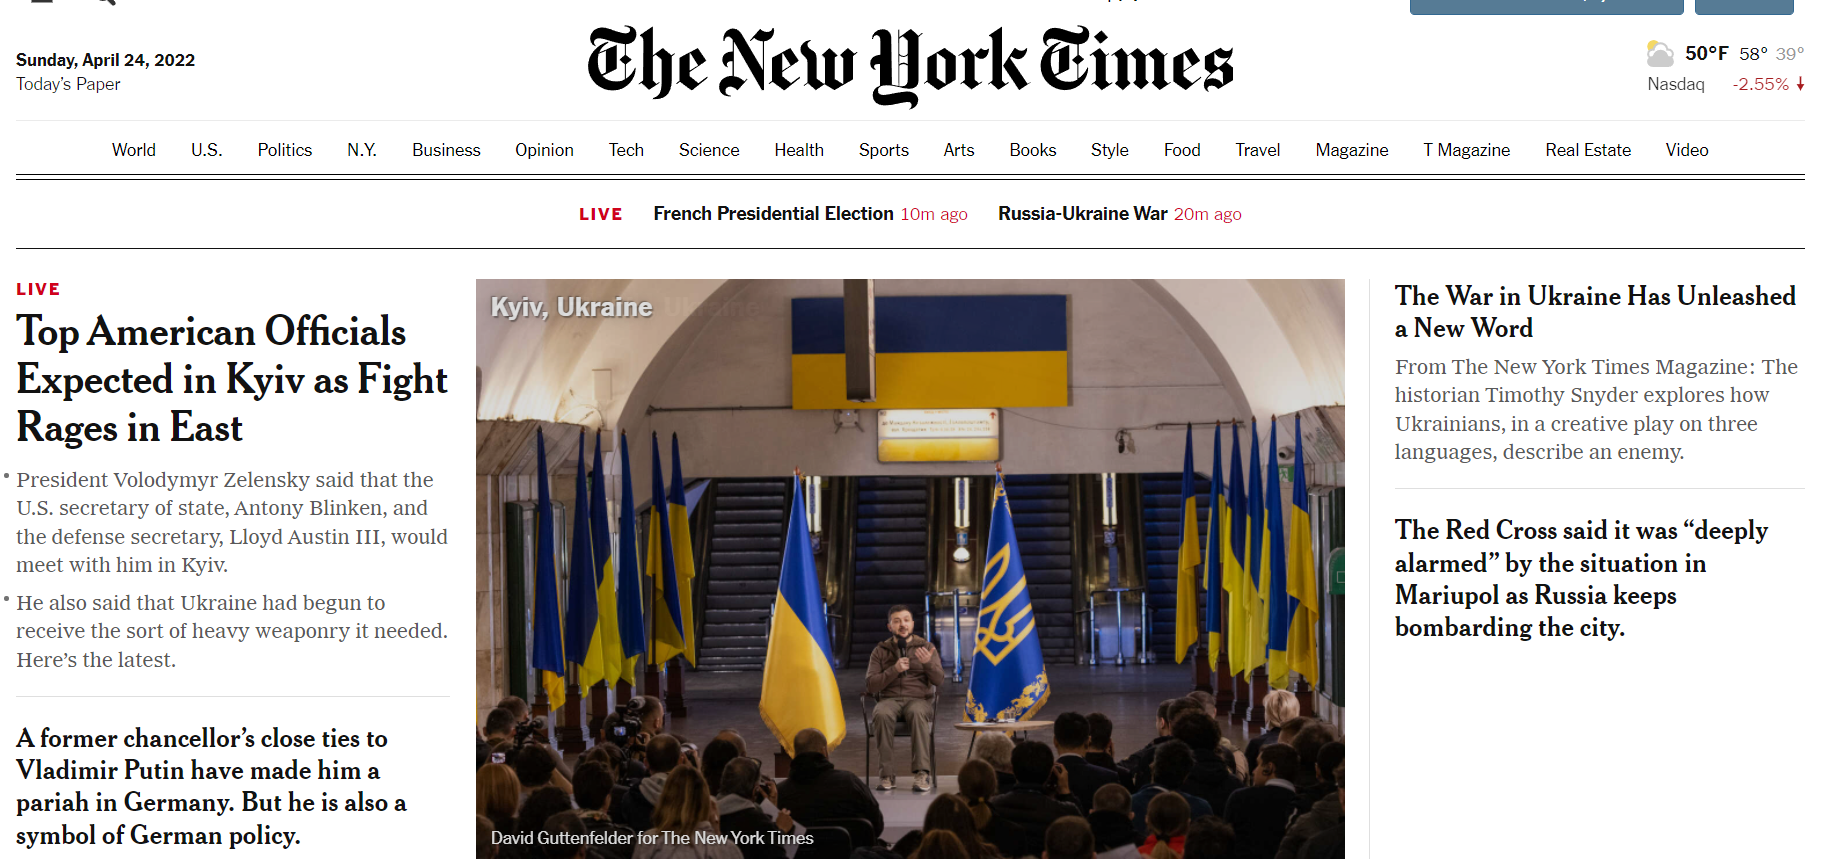 The New York Times
Sunday, April 24, 2022
Today's Paper
50°F 58° 39°
Nasdaq -2.55%
World U.S. Politics N.Y. Business Opinion Tech Science Health Sports Arts Books Style Food Travel Magazine T Magazine Real Estate Video
LIVE French Presidential Election 10m ago Russia-Ukraine War 20m ago
LIVE
Top American Officials
Expected in Kyiv as Fight
Rages in East
President Volodymyr Zelensky said that the
U.S. secretary of state, Antony Blinken, and
the defense secretary, Lloyd Austin III, would
meet with him in Kyiv.
He also said that Ukraine had begun to
receive the sort of heavy weaponry it needed.
Here's the latest.
A former chancellor's close ties to
Vladimir Putin have made him a
pariah in Germany. But he is also a
symbol of German policy.
Kyiv, Ukraine Ukraine
David Guttenfelder for The New York Times
The War in Ukraine Has Unleashed
a New Word
From The New York Times Magazine: The
historian Timothy Snyder explores how
Ukrainians, in a creative play on three
languages, describe an enemy.
The Red Cross said it was “deeply
alarmed” by the situation in
Mariupol as Russia keeps
bombarding the city.